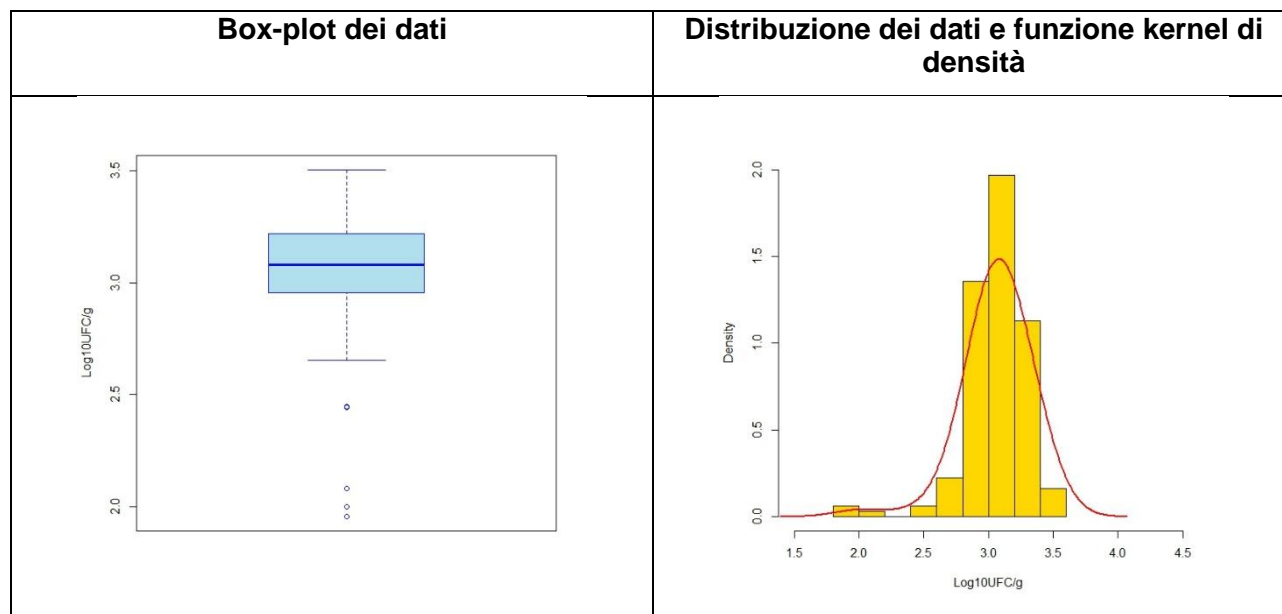 Box-plot dei dati
Distribuzione dei dati e funzione kernel di
densità
Log10UFC/g
3.5
3.0
2.5
2.0
Density
2.0
1.5
1.0
0.5
0.0
1.5 2.0 2.5 3.0 3.5 4.0 4.5
Log10UFC/g